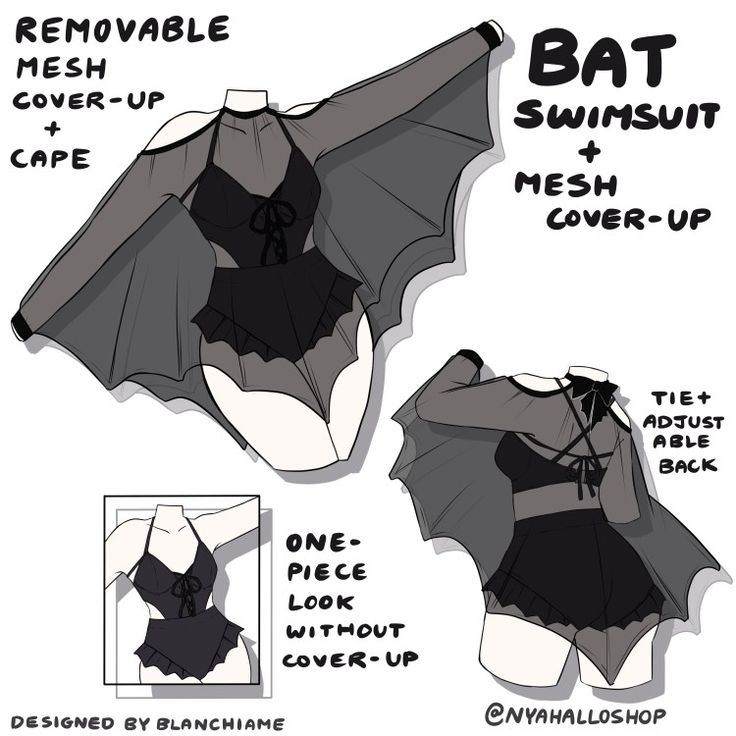 REMOVABLE
MESH
COVER-UP
+
CAPE
BAT
SWIMSUIT
+
MESH
COVER-UP
TIE+
ADJUST
ABLE
BACK
ONE-
PIECE
LOOK
WITHOUT
COVER-UP
DESIGNED BY BLANCHIAME
@NYAHALLOSHOP